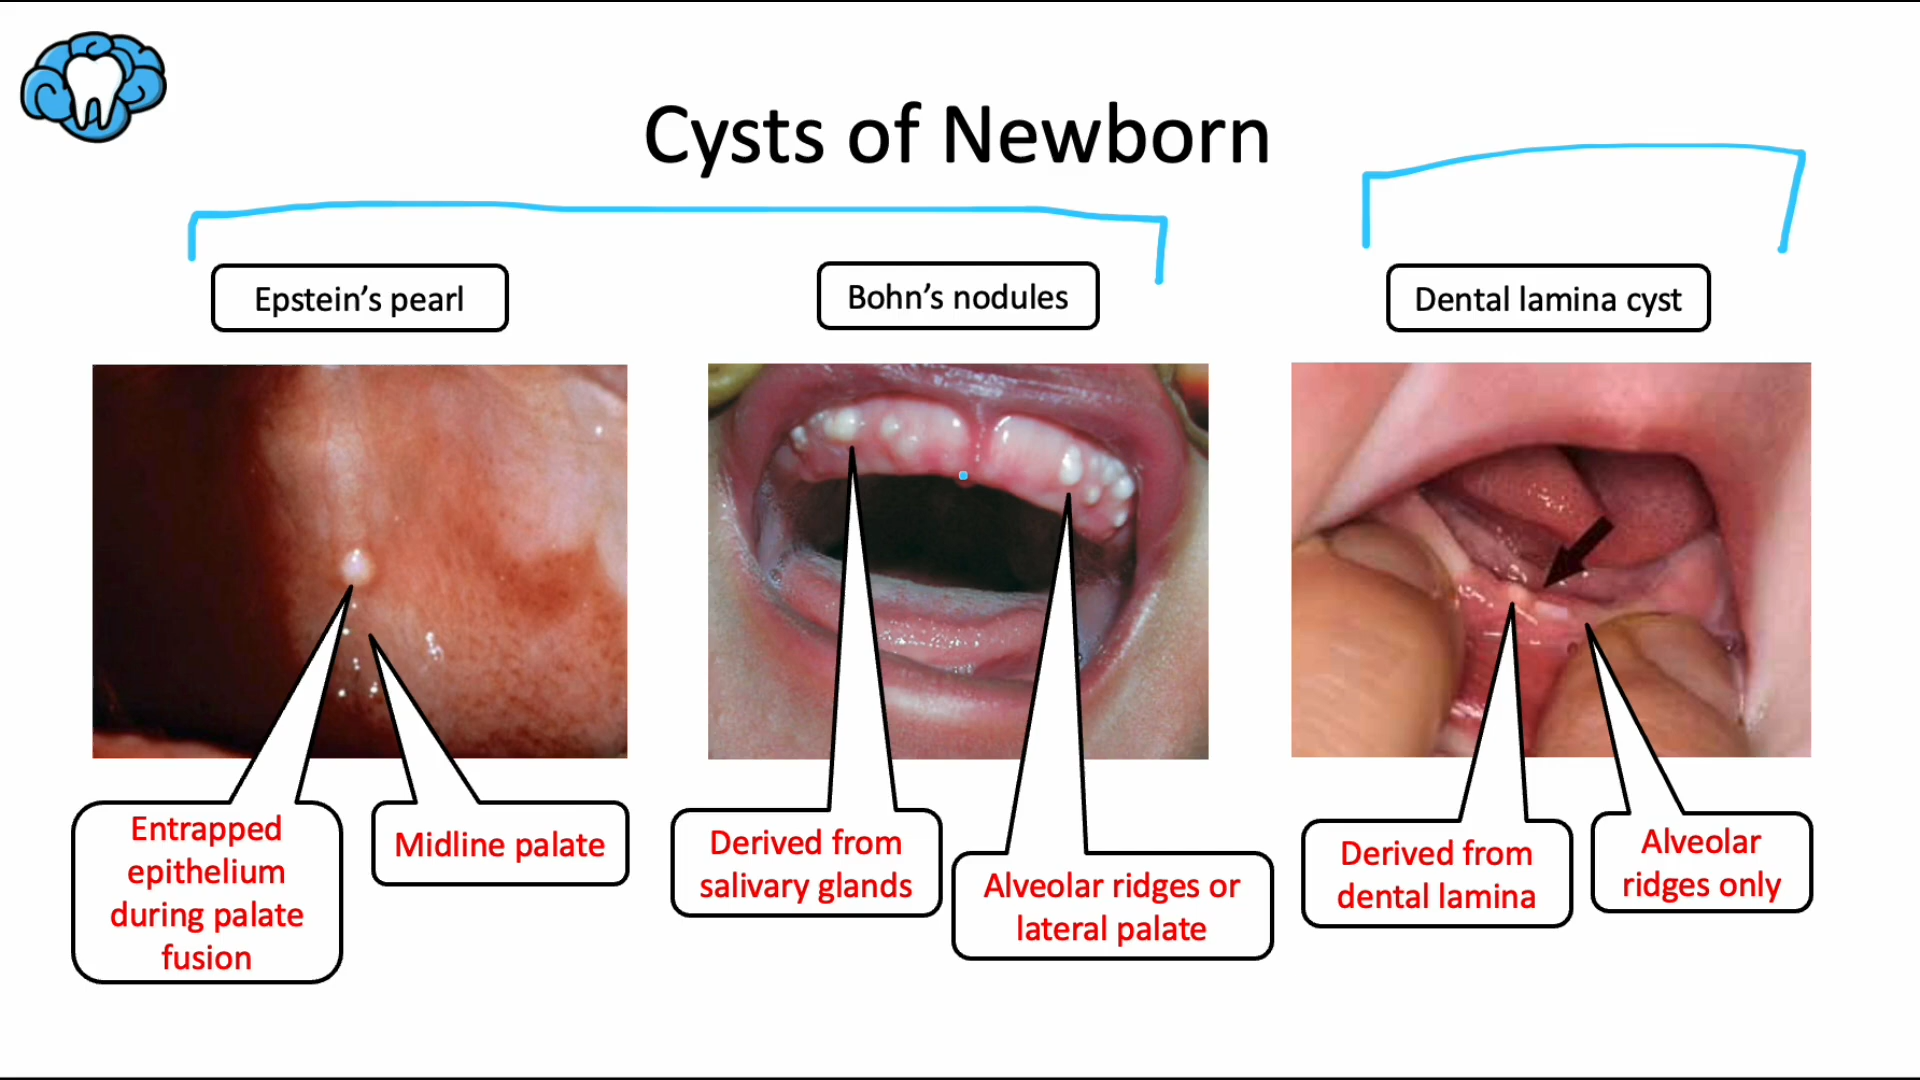 Cysts of Newborn
Epstein’s pearl
Bohn’s nodules
Dental lamina cyst
Entrapped
epithelium
during palate
fusion
Midline palate
Derived from
salivary glands
Alveolar ridges or
lateral palate
Derived from
dental lamina
Alveolar
ridges only